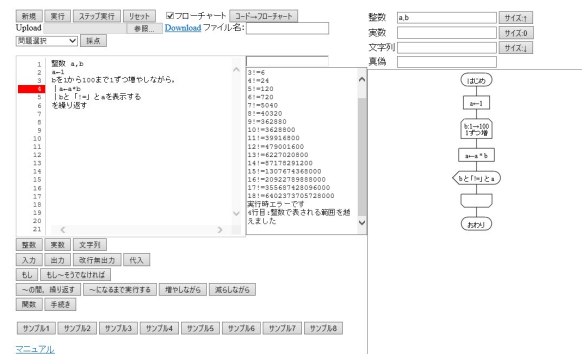 新規 実行 ステップ実行 リセット フローチャート コード→フローチャート
Upload 参照... Download ファイル名:
問題選択 採点
整数 a,b サイズ:↑
実数 サイズ:0
文字列 サイズ:↓
真偽
1 整数 a,b
2 a←1
3 bを1から100まで1ずつ増やしながら,
4 |a←a*b
5 |bと「!=」とaを表示する
6 を繰り返す
7
8
9
10
11
12
13
14
15
16
17
18
19
20
21
3!=6
4!=24
5!=120
6!=720
7!=5040
8!=40320
9!=362880
10!=3628800
11!=39916800
12!=479001600
13!=6227020800
14!=87178291200
15!=1307674368000
16!=20922789888000
17!=355687428096000
18!=6402373705728000
実行時エラーです
4行目:整数で表される範囲を超
えました
はじめ
a←1
b:1→100
1ずつ増
a←a * b
bと「!=」とa
おわり
整数 実数 文字列
入力 出力 改行無出力 代入
もし もし~そうでなければ
~の間、繰り返す ~になるまで実行する 増やしながら 減らしながら
関数 手続き
サンプル1 サンプル2 サンプル3 サンプル4 サンプル5 サンプル6 サンプル7 サンプル8
マニュアル